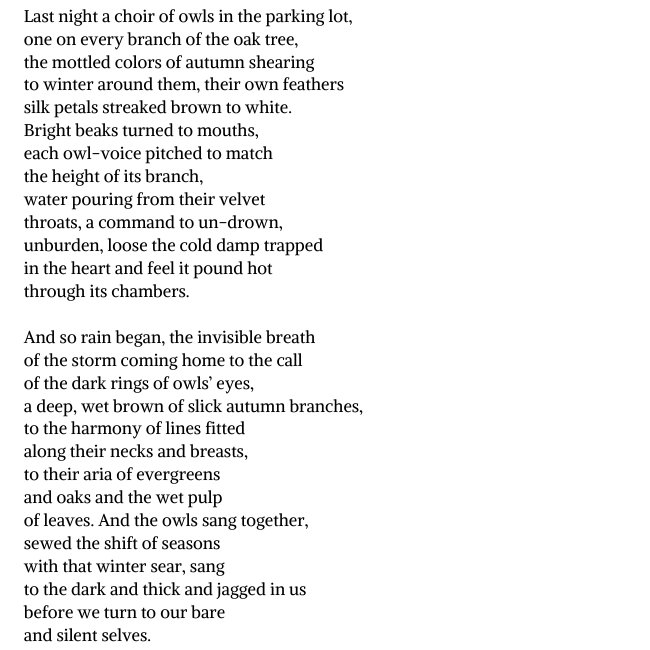 Last night a choir of owls in the parking lot,
one on every branch of the oak tree,
the mottled colors of autumn shearing
to winter around them, their own feathers
silk petals streaked brown to white.
Bright beaks turned to mouths,
each owl-voice pitched to match
the height of its branch,
water pouring from their velvet
throats, a command to un-drown,
unburden, loose the cold damp trapped
in the heart and feel it pound hot
through its chambers.

And so rain began, the invisible breath
of the storm coming home to the call
of the dark rings of owls’ eyes,
a deep, wet brown of slick autumn branches,
to the harmony of lines fitted
along their necks and breasts,
to their aria of evergreens
and oaks and the wet pulp
of leaves. And the owls sang together,
sewed the shift of seasons
with that winter sear, sang
to the dark and thick and jagged in us
before we turn to our bare
and silent selves.